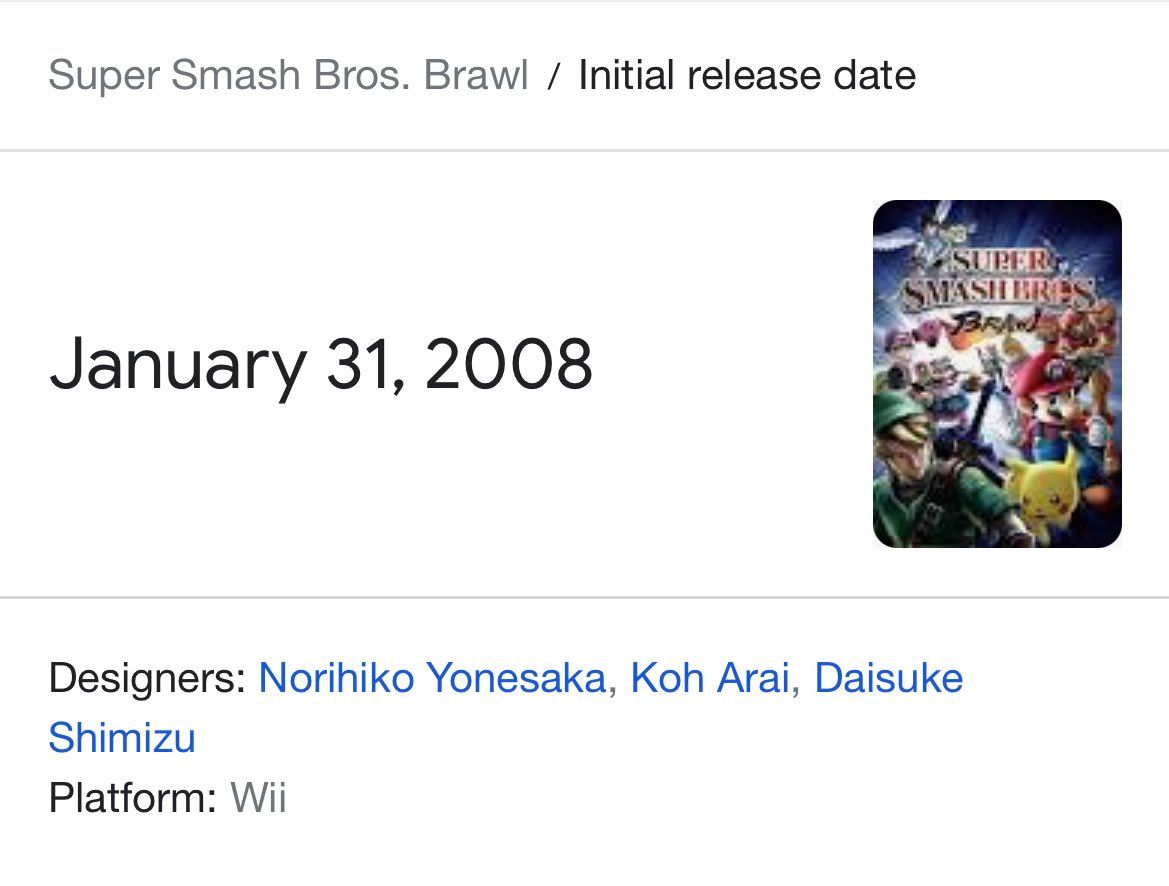 Super Smash Bros. Brawl / Initial release date
January 31, 2008
SUPER
SMASH BROS
BRAWL
Designers: Norihiko Yonesaka, Koh Arai, Daisuke
Shimizu
Platform: Wii